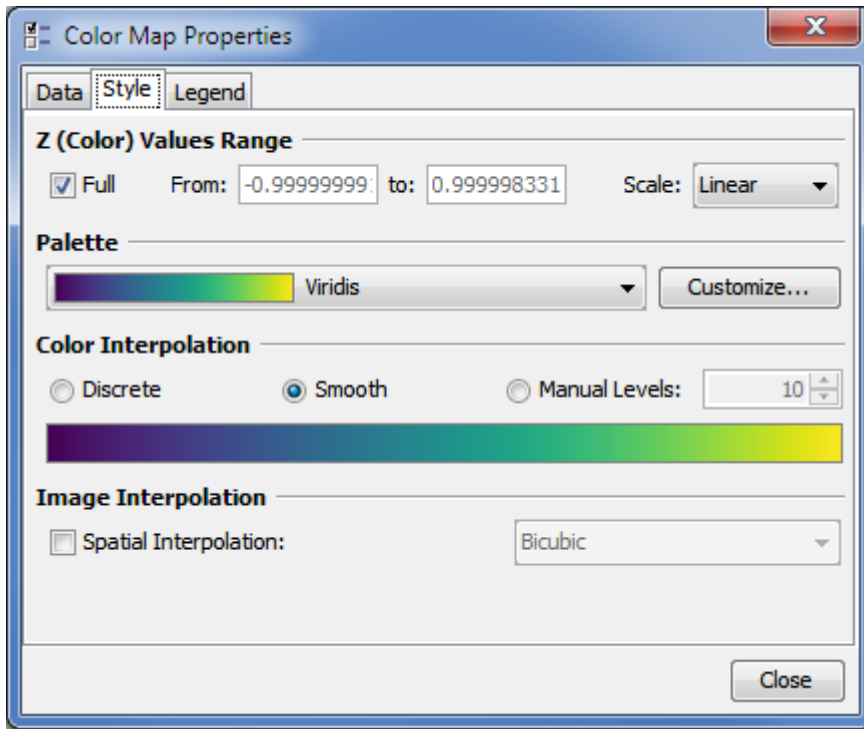 Color Map Properties
Data Style Legend
Z (Color) Values Range
Full From: -0.99999999 to: 0.999998331 Scale: Linear
Palette
Viridis Customize...
Color Interpolation
Discrete Smooth Manual Levels: 10
Image Interpolation
Spatial Interpolation: Bicubic
Close